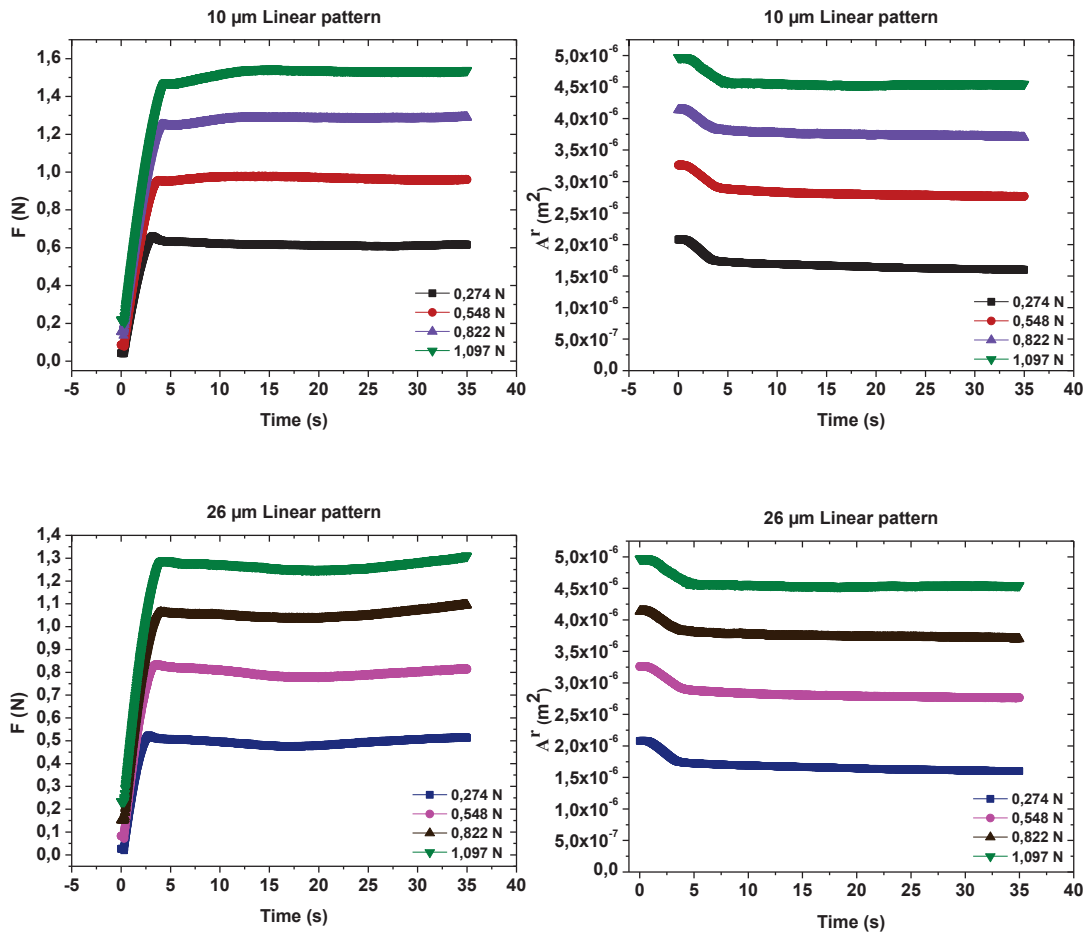 10 µm Linear pattern
F (N)
1,6
1,4
1,2
1,0
0,8
0,6
0,4
0,2
0,0
-5 0 5 10 15 20 25 30 35 40
Time (s)
0,274 N
0,548 N
0,822 N
1,097 N
10 µm Linear pattern
Aʳ (m²)
5,0x10⁻⁶
4,5x10⁻⁶
4,0x10⁻⁶
3,5x10⁻⁶
3,0x10⁻⁶
2,5x10⁻⁶
2,0x10⁻⁶
1,5x10⁻⁶
1,0x10⁻⁶
5,0x10⁻⁷
0,0
-5 0 5 10 15 20 25 30 35 40
Time (s)
0,274 N
0,548 N
0,822 N
1,097 N
26 µm Linear pattern
F (N)
1,4
1,3
1,2
1,1
1,0
0,9
0,8
0,7
0,6
0,5
0,4
0,3
0,2
0,1
0,0
-5 0 5 10 15 20 25 30 35 40
Time (s)
0,274 N
0,548 N
0,822 N
1,097 N
26 µm Linear pattern
Aʳ (m²)
5,0x10⁻⁶
4,5x10⁻⁶
4,0x10⁻⁶
3,5x10⁻⁶
3,0x10⁻⁶
2,5x10⁻⁶
2,0x10⁻⁶
1,5x10⁻⁶
1,0x10⁻⁶
5,0x10⁻⁷
0,0
-5 0 5 10 15 20 25 30 35 40
Time (s)
0,274 N
0,548 N
0,822 N
1,097 N